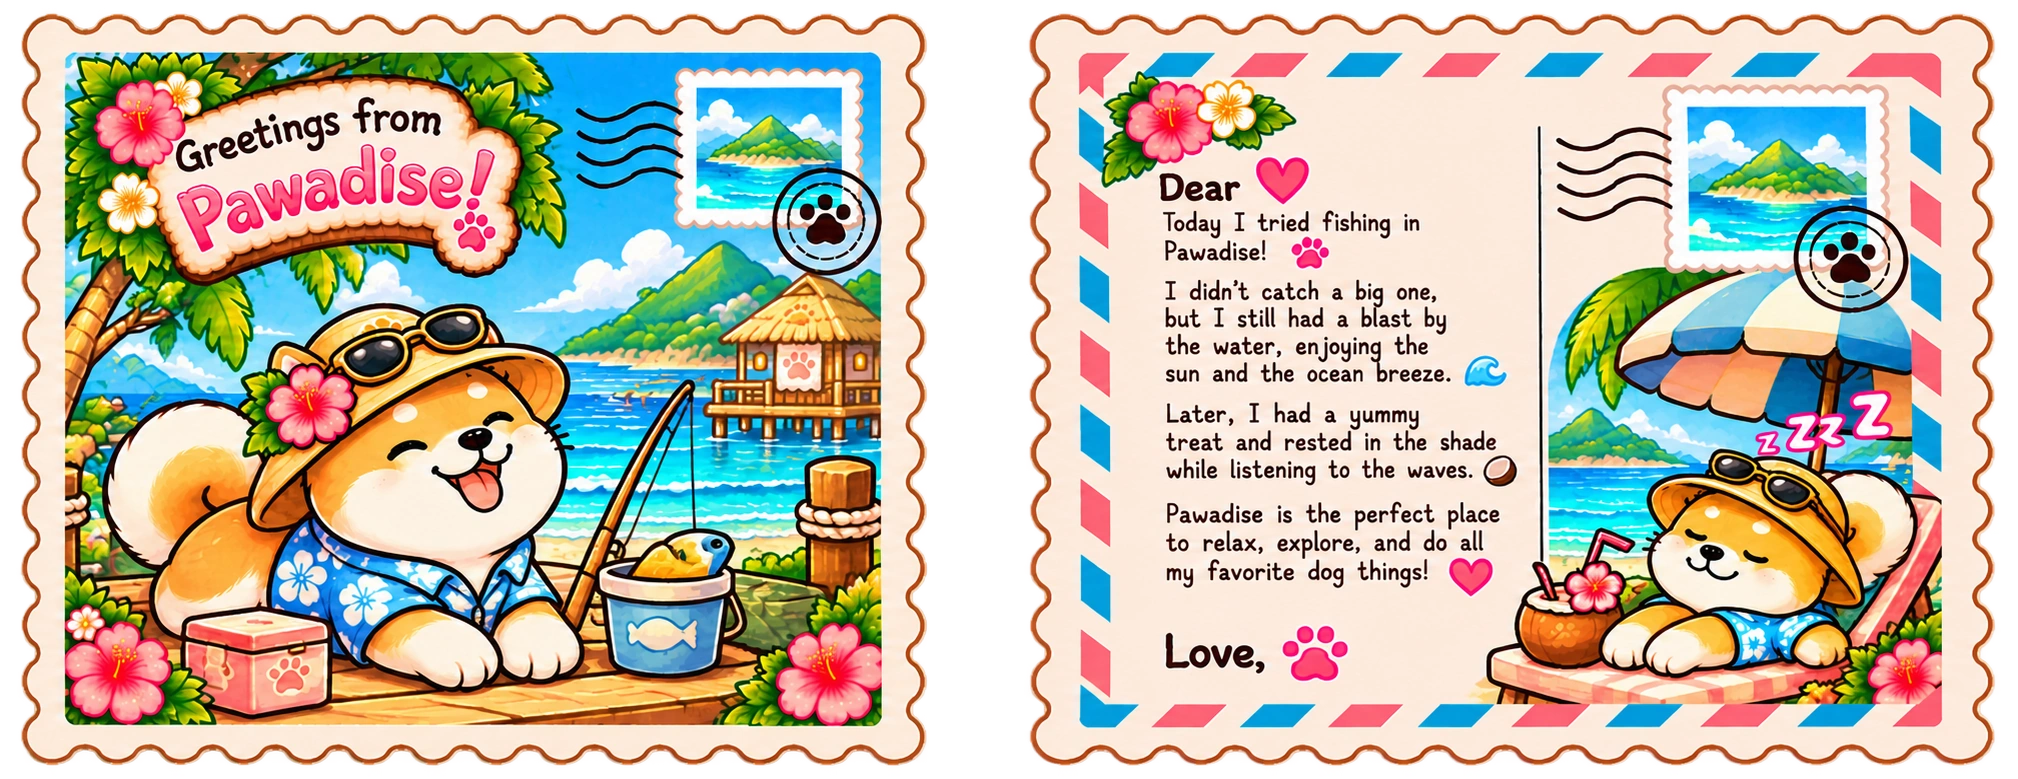 Greetings from
Pawadise!
Dear
Today I tried fishing in
Pawadise!
I didn't catch a big one,
but I still had a blast by
the water, enjoying the
sun and the ocean breeze.
Later, I had a yummy
treat and rested in the shade
while listening to the waves.
Pawadise is the perfect place
to relax, explore, and do all
my favorite dog things!
Love,
z zz z